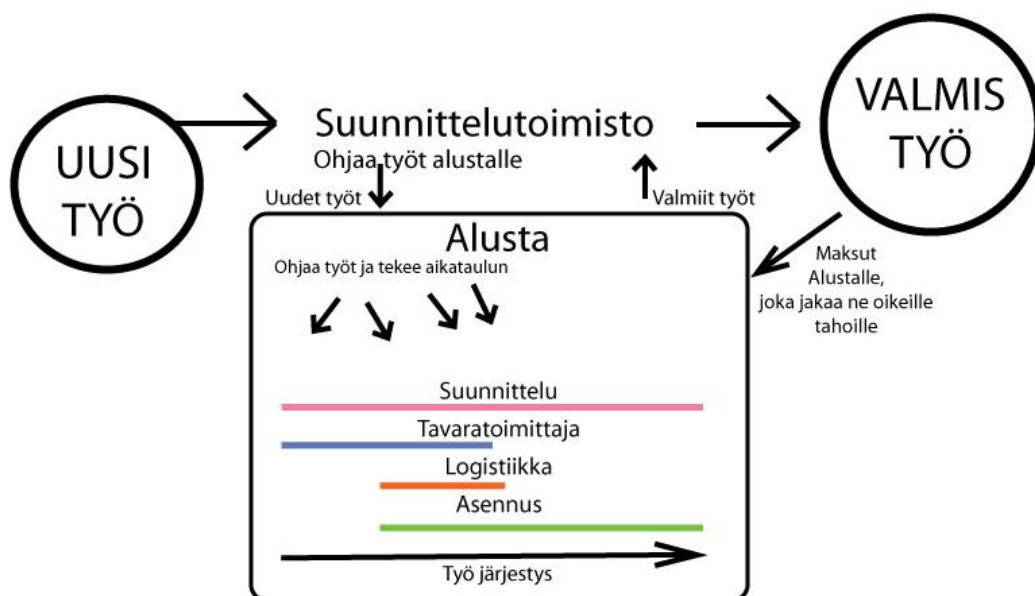 UUSI
TYÖ
Suunnittelutoimisto
Ohjaa työt alustalle
VALMIS
TYÖ
Uudet työt
Valmiit työt
Alusta
Ohjaa työt ja tekee aikataulun
Maksut
Alustalle,
joka jakaa ne oikeille
tahoille
Suunnittelu
Tavaratoimittaja
Logistiikka
Asennus
Työ järjestys